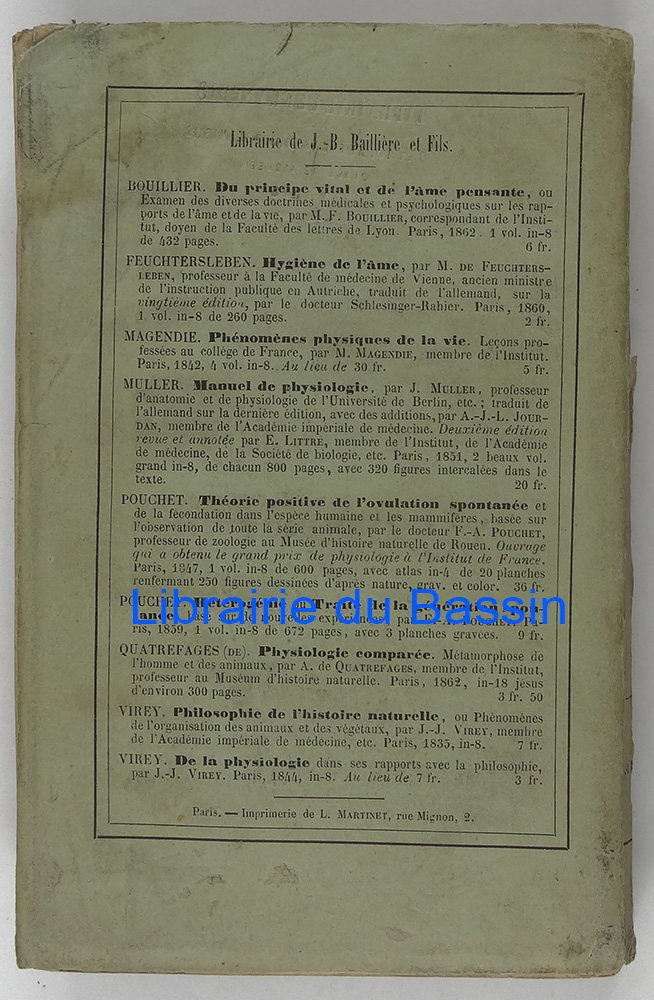 Librairie de J.-B. Baillière et Fils.
BOUILLIER. Du principe vital et de l'âme pensante, ou
Examen des diverses doctrines médicales et psychologiques sur les rap-
ports de l'âme et de la vie, par M. F. BOUILLIER, correspondant de l'Insti-
tut, doyen de la Faculté des lettres de Lyon. Paris, 1862. 1 vol. in-8
de 432 pages. 6 fr.
FEUCHTERSLEBEN. Hygiène de l'âme, par M. DE FEUCHTERS-
LEBEN, professeur à la Faculté de médecine de Vienne, ancien ministre
de l'instruction publique en Autriche, traduit de l'allemand, sur la
vingtième édition, par le docteur Schlesinger-Rahier. Paris, 1860,
1 vol. in-8 de 260 pages. 2 fr.
MAGENDIE. Phénomènes physiques de la vie. Leçons pro-
fessées au collége de France, par M. MAGENDIE, membre de l'Institut.
Paris, 1842, 4 vol. in-8. Au lieu de 30 fr. 5 fr.
MULLER. Manuel de physiologie, par J. MULLER, professeur
d'anatomie et de physiologie de l'Université de Berlin, etc.; traduit de
l'allemand sur la dernière édition, avec des additions, par A.-J.-L. JOUR-
DAN, membre de l'Académie impériale de médecine. Deuxième édition
revue et annotée par E. LITTRE, membre de l'Institut, de l'Académie
de médecine, de la Société de biologie, etc. Paris, 1851, 2 beaux vol.
grand in-8, de chacun 800 pages, avec 320 figures intercalées dans le
texte. 20 fr.
POUCHET. Théorie positive de l'ovulation spontanée et
de la fécondation dans l'espèce humaine et les mammifères, basée sur
l'observation de toute la série animale, par le docteur F.-A. POUCHET,
professeur de zoologie au Musée d'histoire naturelle de Rouen. Ouvrage
qui a obtenu le grand prix de physiologie à l'Institut de France.
Paris, 1847, 1 vol. in-8 de 600 pages, avec atlas in-4 de 20 planches
renfermant 250 figures dessinées d'après nature, grav. et color. 36 fr.
POUCHET. Hétérogénie ou Traité de la génération spon-
tanée, basé sur de nouvelles expériences, par F.-A. POUCHET. Pa-
ris, 1859, 1 vol. in-8 de 672 pages, avec 3 planches gravées. 9 fr.
Librairie du Bassin
QUATREFAGES (DE). Physiologie comparée. Métamorphose de
l'homme et des animaux, par A. de QUATREFAGES, membre de l'Institut,
professeur au Muséum d'histoire naturelle. Paris, 1862, in-18 jésus
d'environ 300 pages. 3 fr. 50
VIREY. Philosophie de l'histoire naturelle, ou Phénomènes
de l'organisation des animaux et des végétaux, par J.-J. VIREY, membre
de l'Académie impériale de médecine, etc. Paris, 1835, in-8. 7 fr.
VIREY. De la physiologie dans ses rapports avec la philosophie,
par J.-J. VIREY. Paris, 1844, in-8. Au lieu de 7 fr. 3 fr.
Paris. — Imprimerie de L. MARTINET, rue Mignon, 2.